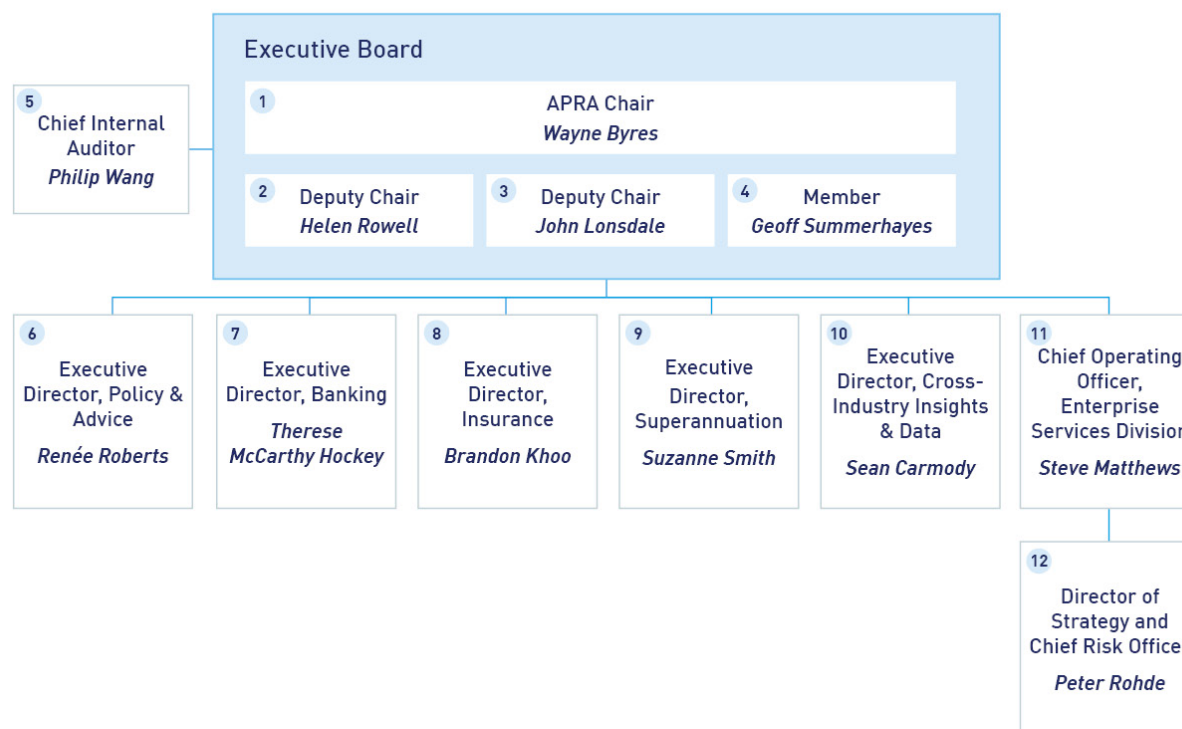 Executive Board
1
APRA Chair
Wayne Byres
5
Chief Internal
Auditor
Philip Wang
2
Deputy Chair
Helen Rowell
3
Deputy Chair
John Lonsdale
4
Member
Geoff Summerhayes
6
Executive
Director, Policy &
Advice
Renée Roberts
7
Executive
Director, Banking
Therese
McCarthy Hockey
8
Executive
Director,
Insurance
Brandon Khoo
9
Executive
Director,
Superannuation
Suzanne Smith
10
Executive
Director, Cross-
Industry Insights
& Data
Sean Carmody
11
Chief Operating
Officer,
Enterprise
Services Division
Steve Matthews
12
Director of
Strategy and
Chief Risk Office
Peter Rohde